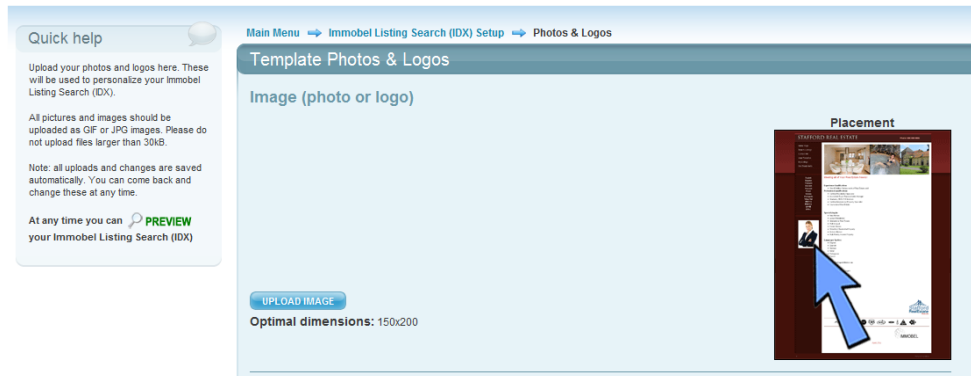 Quick help
Upload your photos and logos here. These
will be used to personalize your Immobel
Listing Search (IDX).
All pictures and images should be
uploaded as GIF or JPG images. Please do
not upload files larger than 30kB.
Note: all uploads and changes are saved
automatically. You can come back and
change these at any time.
At any time you can PREVIEW
your Immobel Listing Search (IDX)
Main Menu Immobel Listing Search (IDX) Setup Photos & Logos
Template Photos & Logos
Image (photo or logo)
UPLOAD IMAGE
Optimal dimensions: 150x200
Placement
STAFFORD REAL ESTATE
IMMOBEL